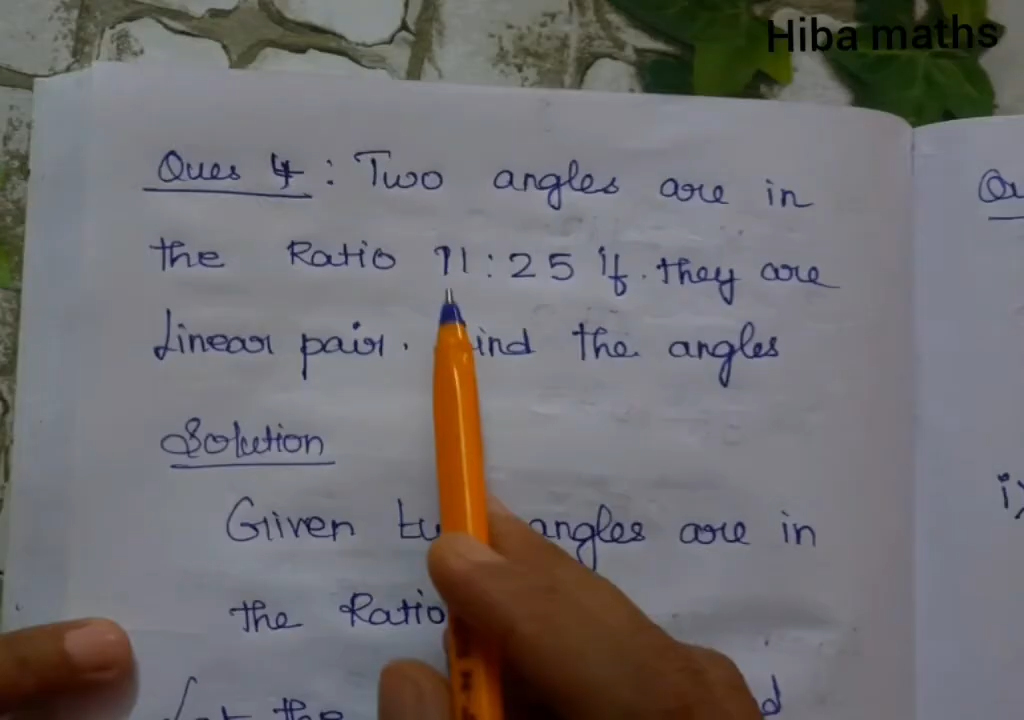 Hiba maths
Ques 4 : Two angles are in
the Ratio 11:25 if they are
Linear pair. the angles
Solution
Given angles are in
the Ratio
the